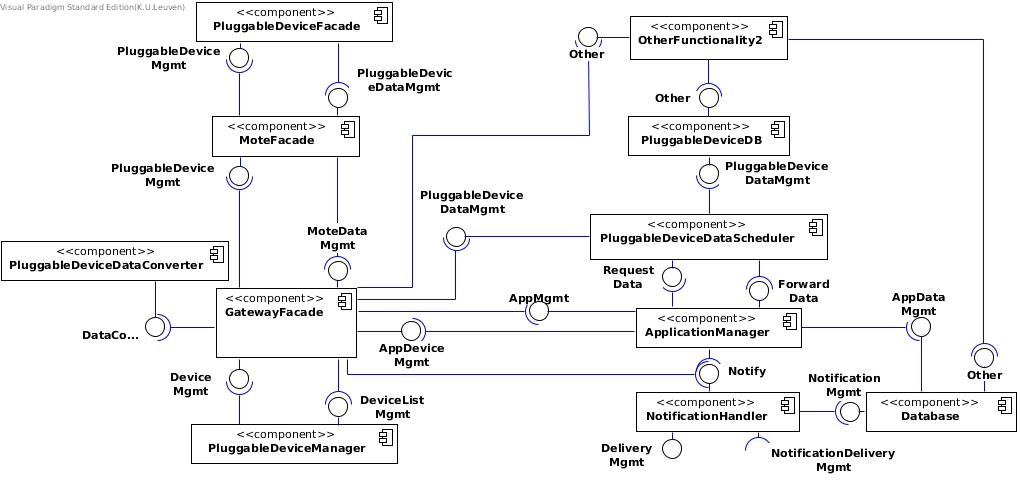 Visual Paradigm Standard Edition(K.U.Leuven)
<<component>>
PluggableDeviceFacade
<<component>>
OtherFunctionality2
Other
PluggableDevice
Mgmt
PluggableDevic
eDataMgmt
Other
<<component>>
MoteFacade
<<component>>
PluggableDeviceDB
PluggableDevice
Mgmt
PluggableDevice
DataMgmt
PluggableDevice
DataMgmt
<<component>>
PluggableDeviceDataScheduler
MoteData
Mgmt
<<component>>
PluggableDeviceDataConverter
Request
Data
Forward
Data
<<component>>
GatewayFacade
AppMgmt
AppData
Mgmt
<<component>>
ApplicationManager
DataCo...
AppDevice
Mgmt
Device
Mgmt
Notify
Notification
Mgmt
Other
DeviceList
Mgmt
<<component>>
NotificationHandler
<<component>>
Database
<<component>>
PluggableDeviceManager
Delivery
Mgmt
NotificationDelivery
Mgmt